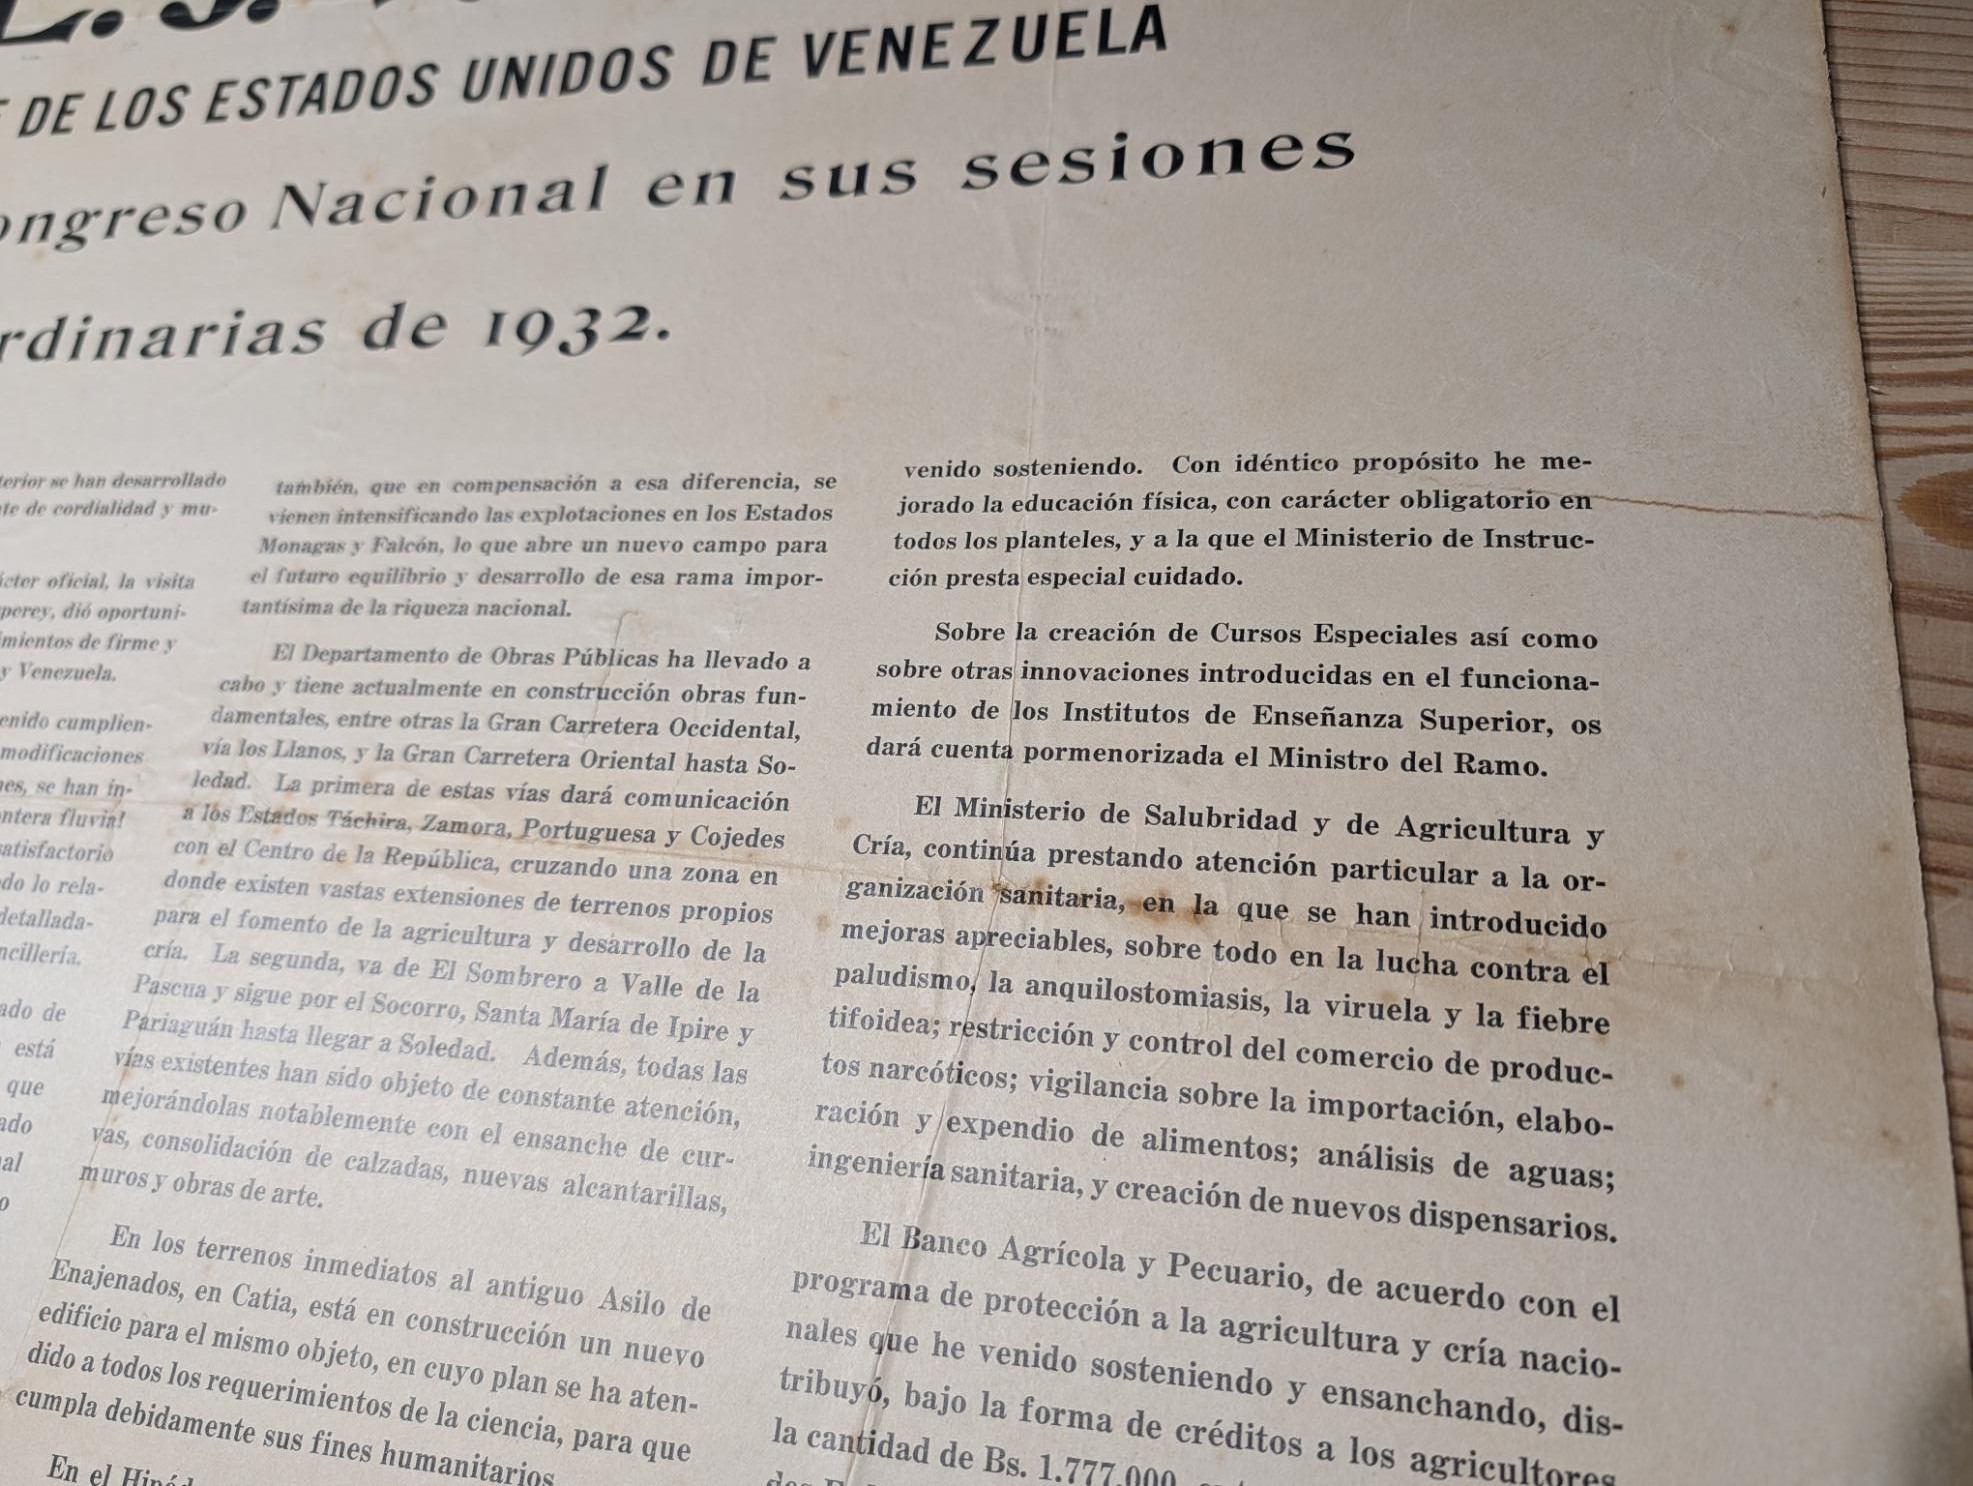 DE LOS ESTADOS UNIDOS DE VENEZUELA
ongreso Nacional en sus sesiones
rdinarias de 1932.
terior se han desarrollado
te de cordialidad y mu-
ácter oficial, la visita
perey, dió oportuni-
imientos de firme y
y Venezuela.
enido cumplien-
modificaciones
nes, se han in-
ntera fluvial
satisfactorio
do lo rela-
detallada-
ncillería.
ado de
está
que
ado
al
o
también, que en compensación a esa diferencia, se
vienen intensificando las explotaciones en los Estados
Monagas y Falcón, lo que abre un nuevo campo para
el futuro equilibrio y desarrollo de esa rama impor-
tantísima de la riqueza nacional.
El Departamento de Obras Públicas ha llevado a
cabo y tiene actualmente en construcción obras fun-
damentales, entre otras la Gran Carretera Occidental,
vía los Llanos, y la Gran Carretera Oriental hasta So-
ledad. La primera de estas vías dará comunicación
a los Estados Táchira, Zamora, Portuguesa y Cojedes
con el Centro de la República, cruzando una zona en
donde existen vastas extensiones de terrenos propios
para el fomento de la agricultura y desarrollo de la
cría. La segunda, va de El Sombrero a Valle de la
Pascua y sigue por el Socorro, Santa María de Ipire y
Pariaguán hasta llegar a Soledad. Además, todas las
vías existentes han sido objeto de constante atención,
mejorándolas notablemente con el ensanche de cur-
vas, consolidación de calzadas, nuevas alcantarillas,
muros y obras de arte.
En los terrenos inmediatos al antiguo Asilo de
Enajenados, en Catia, está en construcción un nuevo
edificio para el mismo objeto, en cuyo plan se ha aten-
dido a todos los requerimientos de la ciencia, para que
cumpla debidamente sus fines humanitarios
En el Hipód
venido sosteniendo. Con idéntico propósito he me-
jorado la educación física, con carácter obligatorio en
todos los planteles, y a la que el Ministerio de Instruc-
ción presta especial cuidado.
Sobre la creación de Cursos Especiales así como
sobre otras innovaciones introducidas en el funciona-
miento de los Institutos de Enseñanza Superior, os
dará cuenta pormenorizada el Ministro del Ramo.
El Ministerio de Salubridad y de Agricultura y
Cría, continúa prestando atención particular a la or-
ganización sanitaria, en la que se han introducido
mejoras apreciables, sobre todo en la lucha contra el
paludismo, la anquilostomiasis, la viruela y la fiebre
tifoidea; restricción y control del comercio de produc-
tos narcóticos; vigilancia sobre la importación, elabo-
ración y expendio de alimentos; análisis de aguas;
ingeniería sanitaria, y creación de nuevos dispensarios.
El Banco Agrícola y Pecuario, de acuerdo con el
programa de protección a la agricultura y cría nacio-
nales que he venido sosteniendo y ensanchando, dis-
tribuyó, bajo la forma de créditos a los agricultores
la cantidad de Bs. 1.777.000